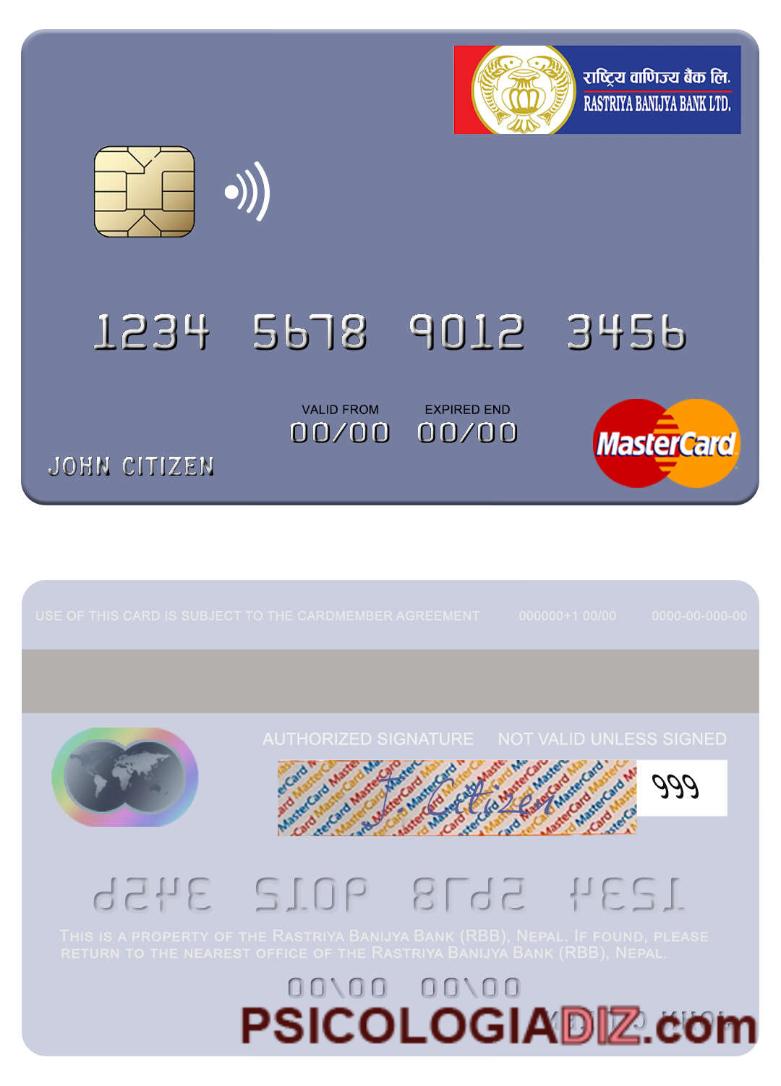 राष्ट्रिय वाणिज्य बैंक लि.
RASTRIYA BANIJYA BANK LTD.
1234 5678 9012 3456
VALID FROM EXPIRED END
00/00 00/00
JOHN CITIZEN
MasterCard
USE OF THIS CARD IS SUBJECT TO THE CARDMEMBER AGREEMENT 000000+1 00/00 0000-00-000-00
AUTHORIZED SIGNATURE NOT VALID UNLESS SIGNED
J Citizen 999
1234 5678 9012 3456
THIS IS A PROPERTY OF THE RASTRIYA BANIJYA BANK (RBB), NEPAL. IF FOUND, PLEASE
RETURN TO THE NEAREST OFFICE OF THE RASTRIYA BANIJYA BANK (RBB), NEPAL.
00/00 00/00
PSICOLOGIADIZ.com